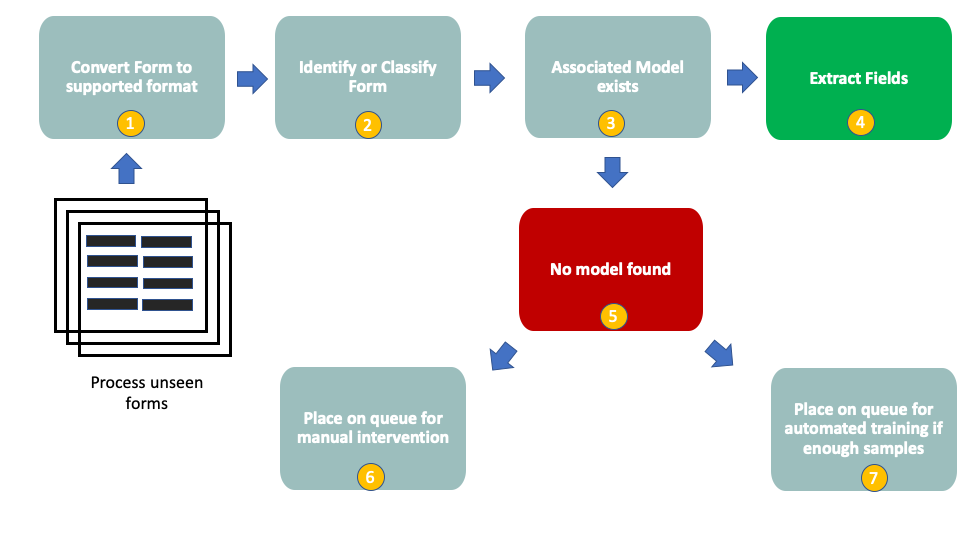 Convert Form to
supported format
1
Identify or Classify
Form
2
Associated Model
exists
3
Extract Fields
4
No model found
5
Process unseen
forms
Place on queue for
manual intervention
6
Place on queue for
automated training if
enough samples
7